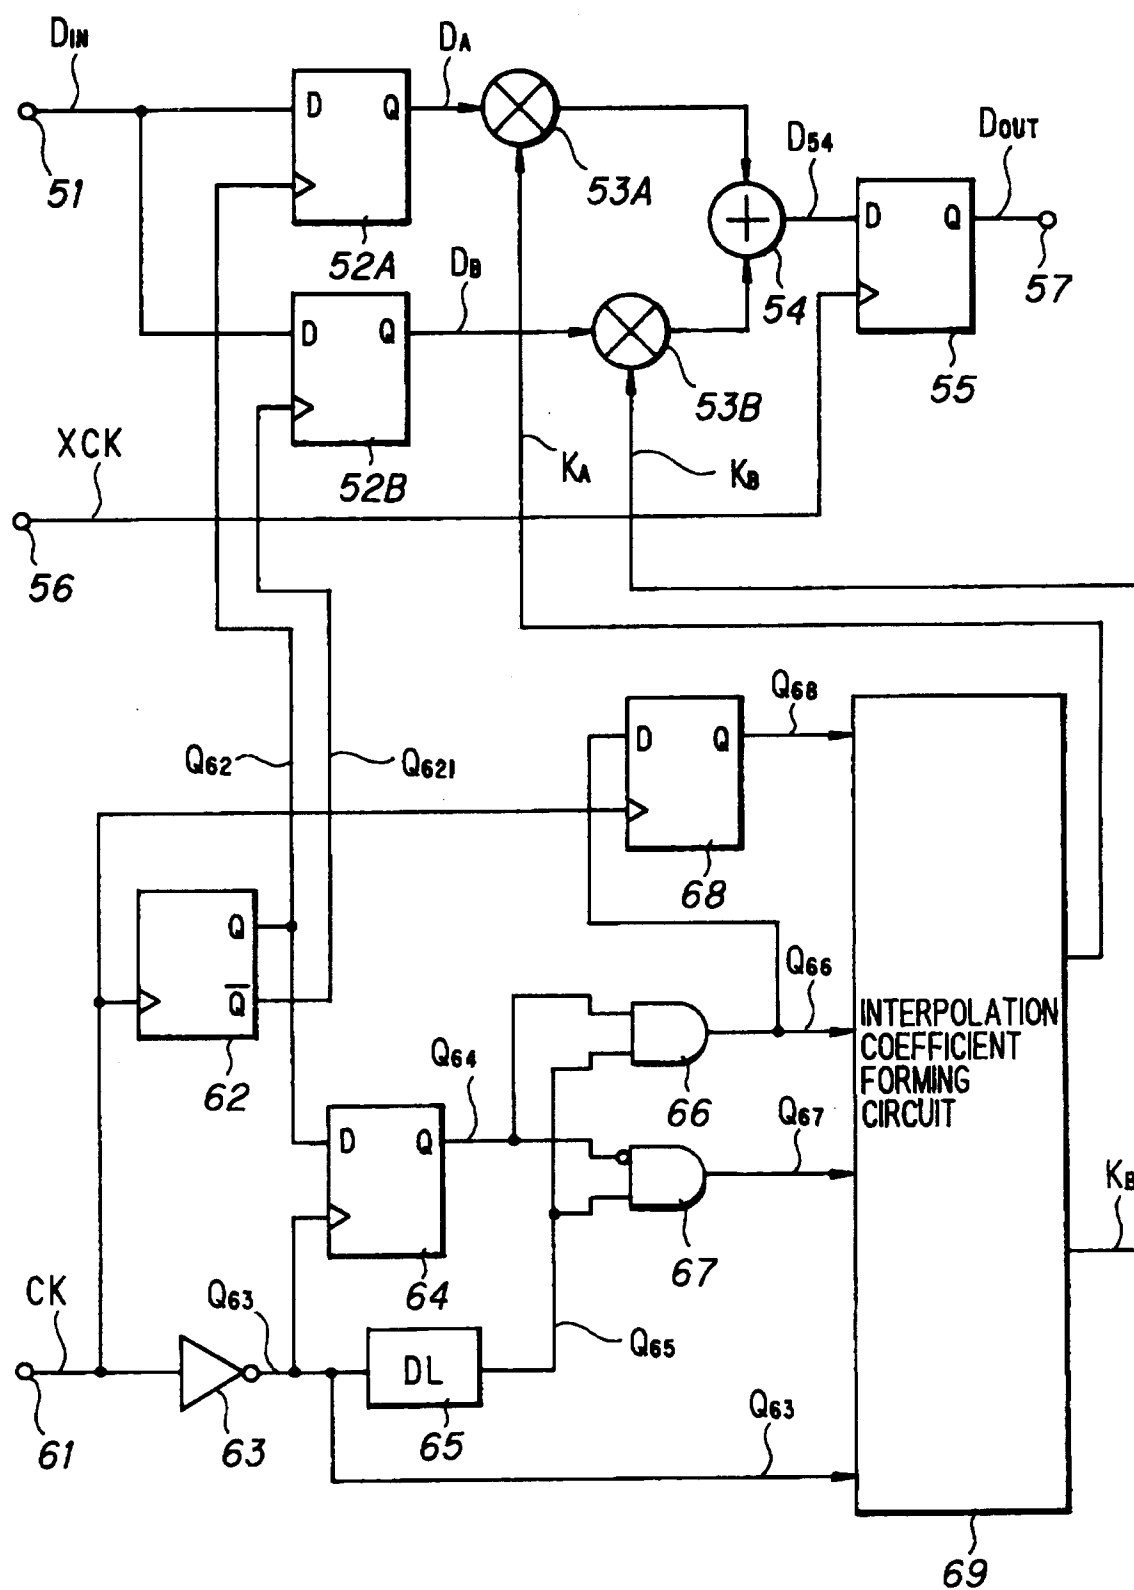 DIN
DA
D Q
51
53A
D54
DOUT
D Q
52A
DB
54
57
D Q
53B
55
XCK
52B
KA
KB
56
Q68
D Q
Q62
Q621
68
Q
Q̅
Q66
INTERPOLATION
COEFFICIENT
FORMING
CIRCUIT
62
Q64
66
D Q
Q67
KB
67
64
CK
Q63
Q65
DL
Q63
61
63
65
69